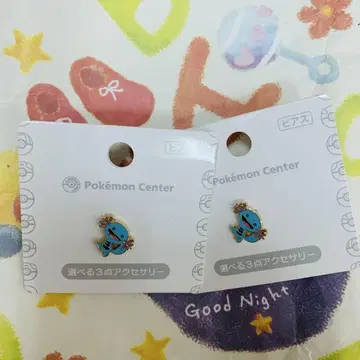 ピアス
Pokémon Center
選べる3点アクセサリー
ピアス
Pokémon Center
選べる3点アクセサリー
Good Night